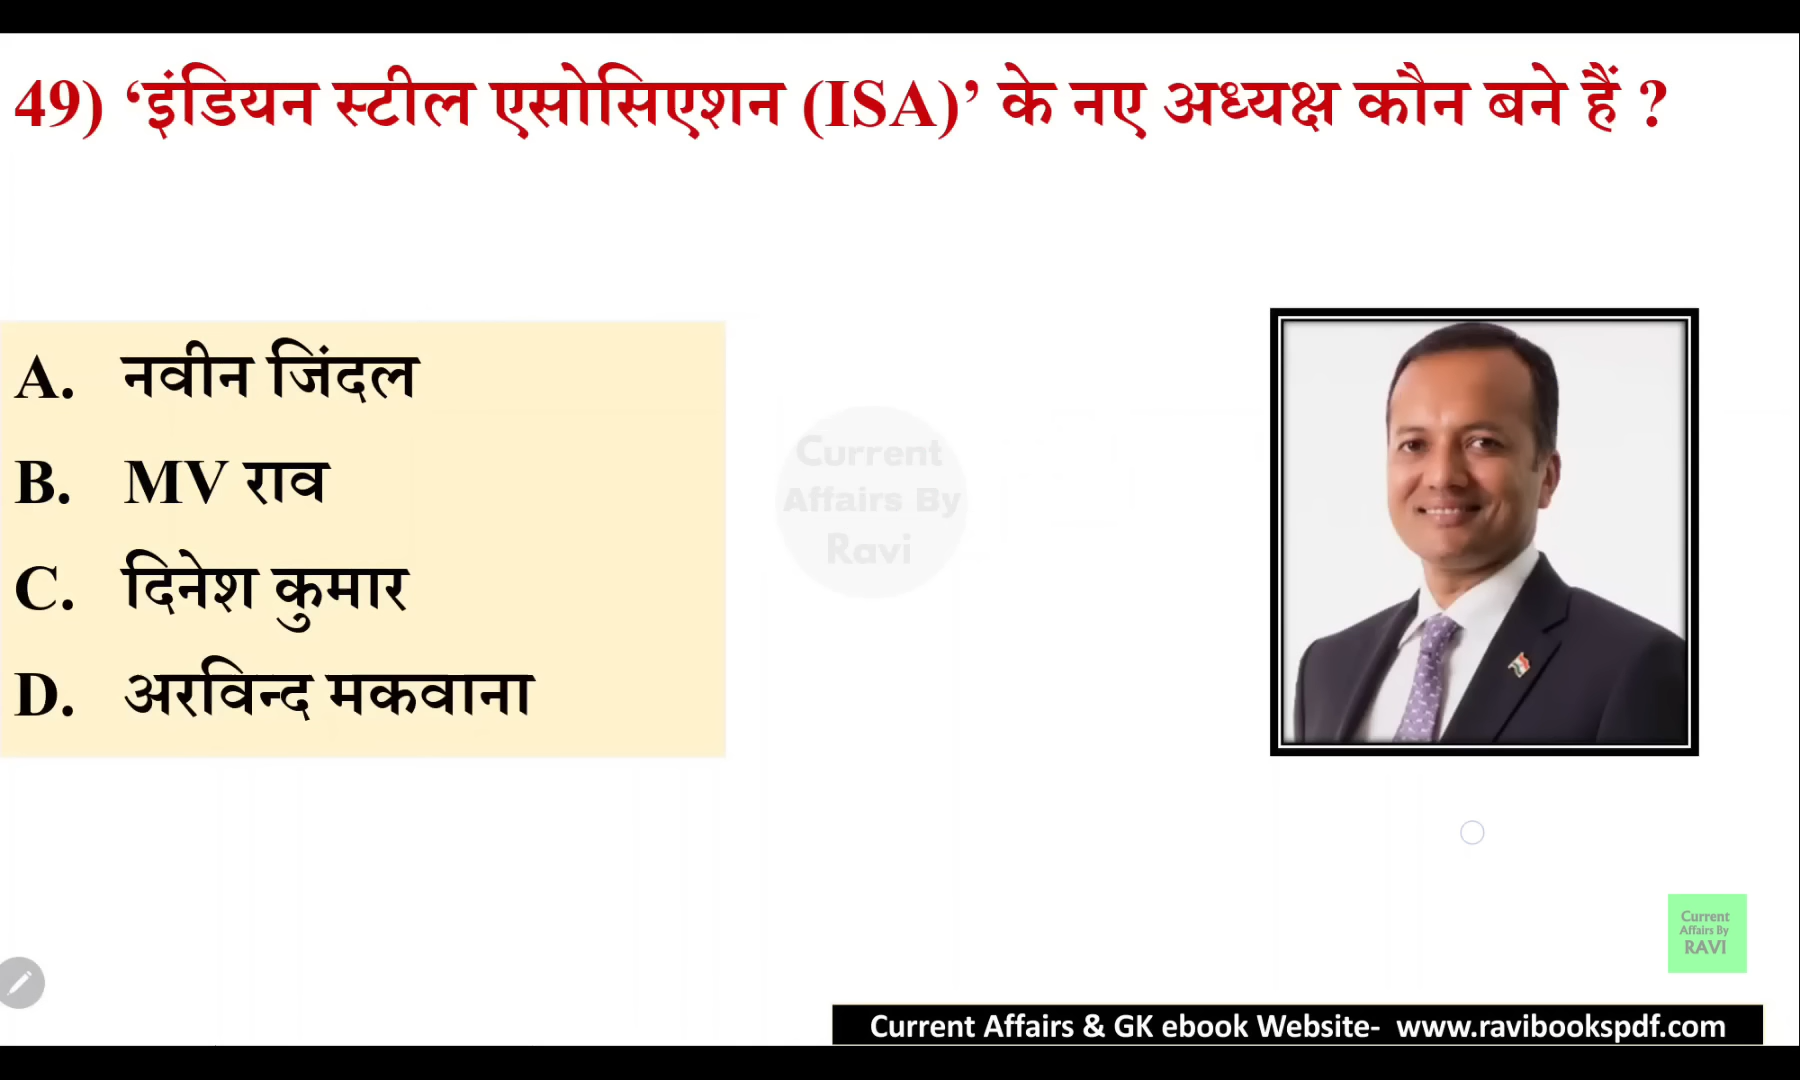 49) ‘इंडियन स्टील एसोसिएशन (ISA)’ के नए अध्यक्ष कौन बने हैं ?
A. नवीन जिंदल
B. MV राव
C. दिनेश कुमार
D. अरविन्द मकवाना
Current
Affairs By
Ravi
Current
Affairs By
RAVI
Current Affairs & GK ebook Website- www.ravibookspdf.com